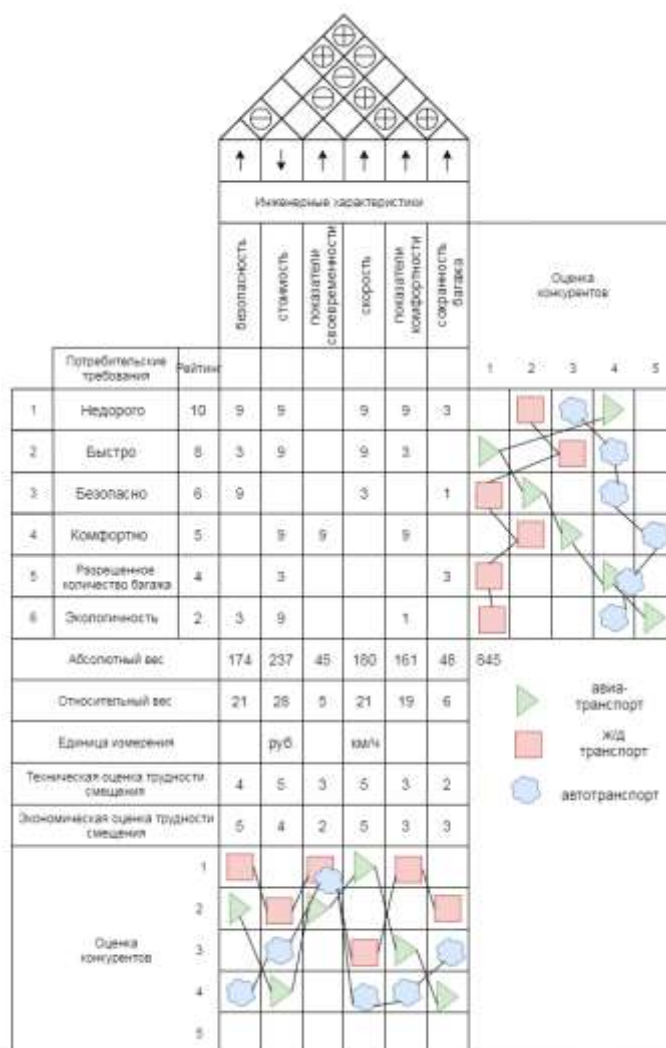 Инженерные характеристики
безопасность
стоимость
показатели
своевременности
скорость
показатели
комфортности
сохранность
багажа
Оценка
конкурентов
Потребительские
требования
Рейтинг
1 2 3 4 5
1 Недорого 10 9 9 9 9 3
2 Быстро 8 3 9 9 3
3 Безопасно 6 9 3 1
4 Комфортно 5 9 9 9
5 Разрешенное
количество багажа 4 3 3
6 Экологичность 2 3 9 1
Абсолютный вес 174 237 45 180 161 48 845
Относительный вес 21 28 5 21 19 6
Единица измерения руб. км/ч
Техническая оценка трудности
смещения 4 5 3 5 3 2
Экономическая оценка трудности
смещения 5 4 2 5 3 3
Оценка
конкурентов
1
2
3
4
5
авиа-
транспорт
ж/д
транспорт
автотранспорт